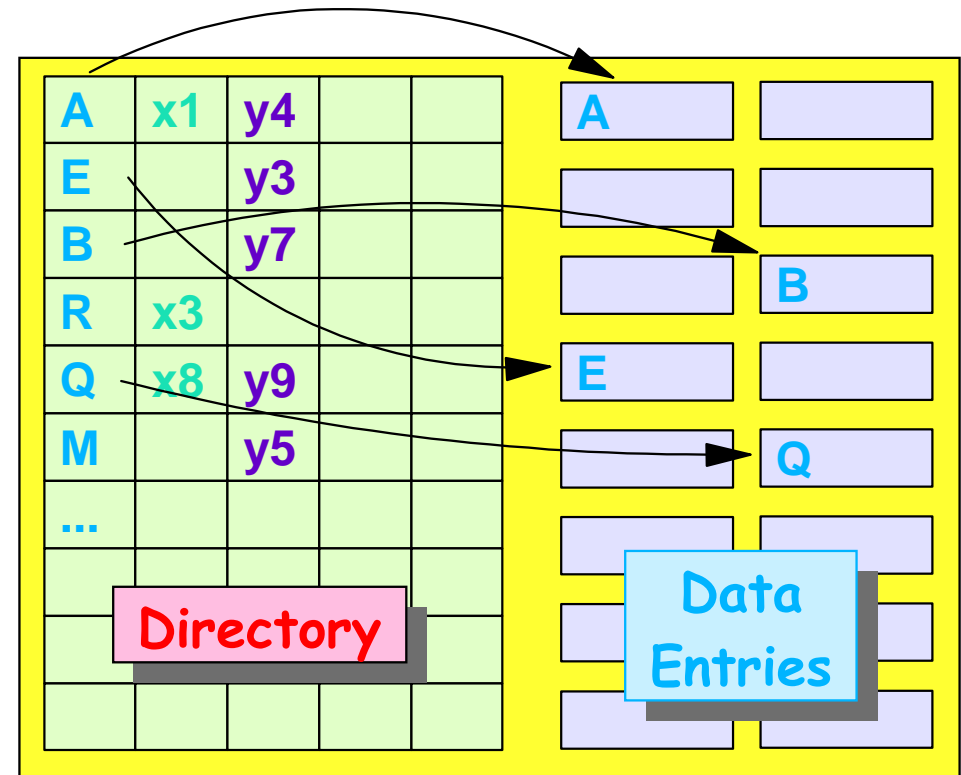 A x1 y4
E y3
B y7
R x3
Q x8 y9
M y5
...
Directory
A
B
E
Q
Data
Entries